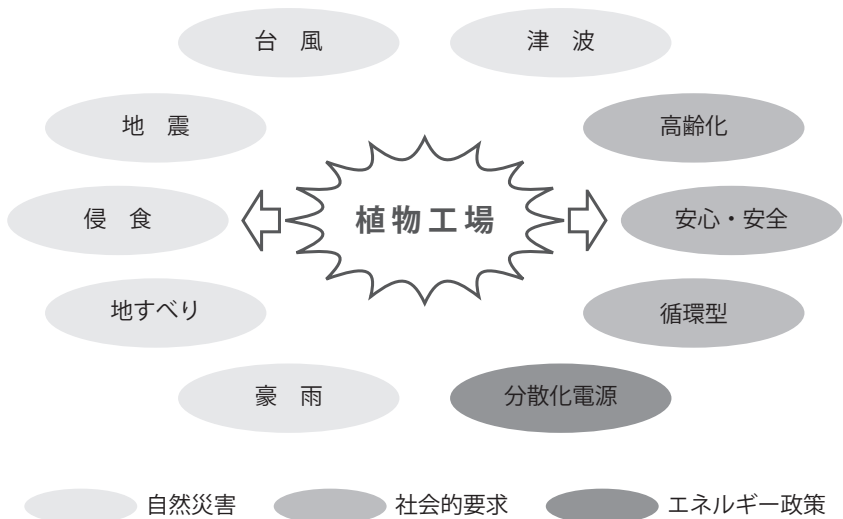 台　風
津　波
地　震
高齢化
侵　食
植物工場
安心・安全
地すべり
循環型
豪　雨
分散化電源
自然災害
社会的要求
エネルギー政策